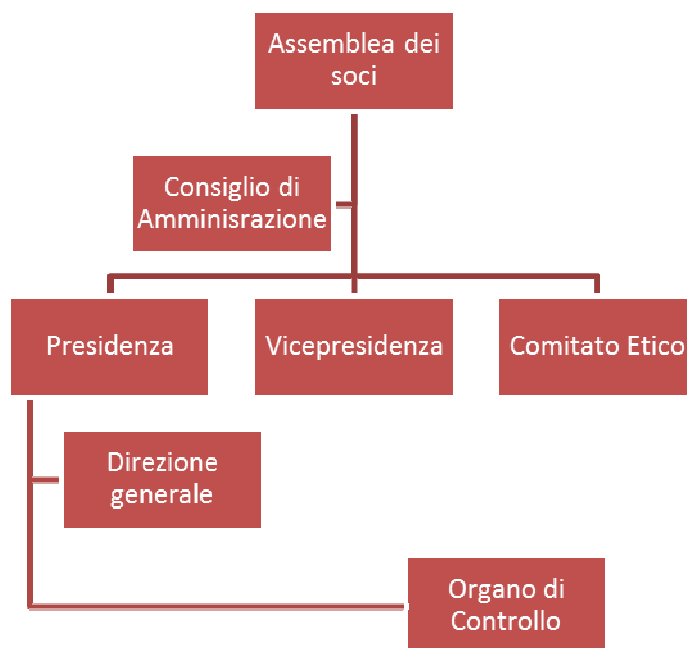 Assemblea dei
soci
Consiglio di
Amminisrazione
Presidenza
Vicepresidenza
Comitato Etico
Direzione
generale
Organo di
Controllo